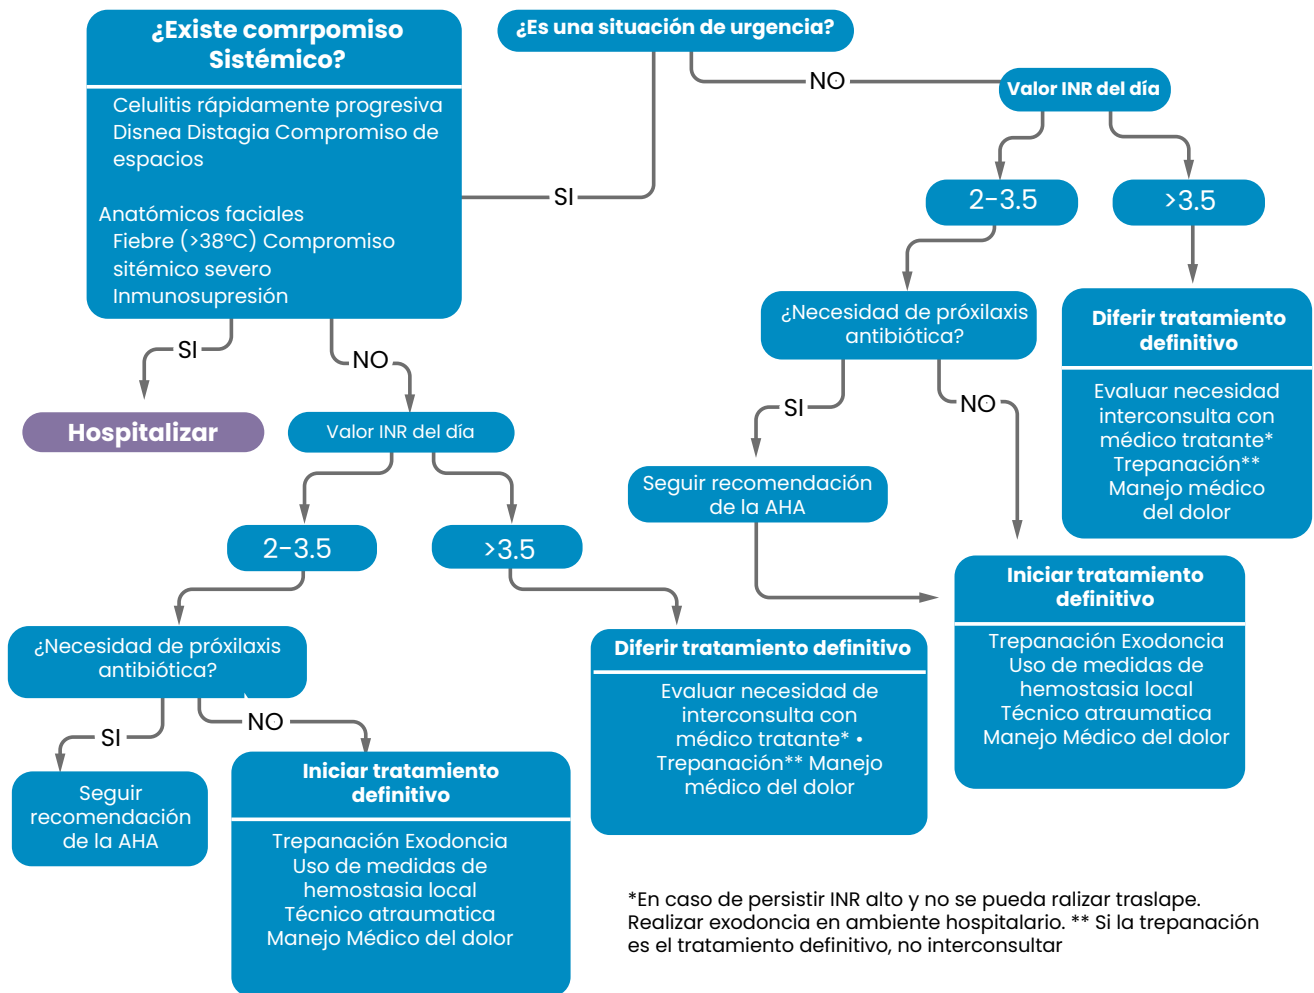 ¿Existe comrpomiso
Sistémico?
Celulitis rápidamente progresiva
Disnea Distagia Compromiso de
espacios
Anatómicos faciales
Fiebre (>38°C) Compromiso
sitémico severo
Inmunosupresión
¿Es una situación de urgencia?
NO
SI
Valor INR del día
2-3.5
>3.5
¿Necesidad de próxilaxis
antibiótica?
Diferir tratamiento
definitivo
Evaluar necesidad
interconsulta con
médico tratante*
Trepanación**
Manejo médico
del dolor
SI
NO
Seguir recomendación
de la AHA
Iniciar tratamiento
definitivo
Trepanación Exodoncia
Uso de medidas de
hemostasia local
Técnico atraumatica
Manejo Médico del dolor
SI
NO
Hospitalizar
Valor INR del día
2-3.5
>3.5
¿Necesidad de próxilaxis
antibiótica?
SI
NO
Seguir
recomendación
de la AHA
Iniciar tratamiento
definitivo
Trepanación Exodoncia
Uso de medidas de
hemostasia local
Técnico atraumatica
Manejo Médico del dolor
Diferir tratamiento definitivo
Evaluar necesidad de
interconsulta con
médico tratante* •
Trepanación** Manejo
médico del dolor
*En caso de persistir INR alto y no se pueda ralizar traslape.
Realizar exodoncia en ambiente hospitalario. ** Si la trepanación
es el tratamiento definitivo, no interconsultar